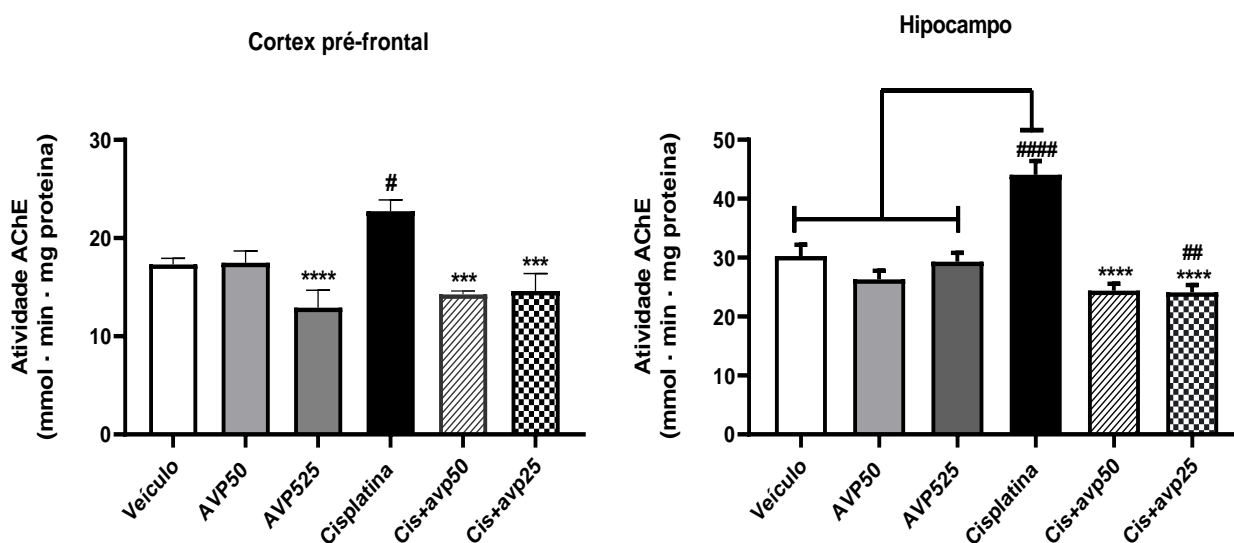 Cortex pré-frontal
Atividade AChE
(mmol · min · mg proteina)
30
20
10
0
****
#
***
***
Veículo
AVP50
AVP525
Cisplatina
Cis+avp50
Cis+avp25
Hipocampo
Atividade AChE
(mmol · min · mg proteina)
50
40
30
20
10
0
####
****
##
****
Veículo
AVP50
AVP525
Cisplatina
Cis+avp50
Cis+avp25